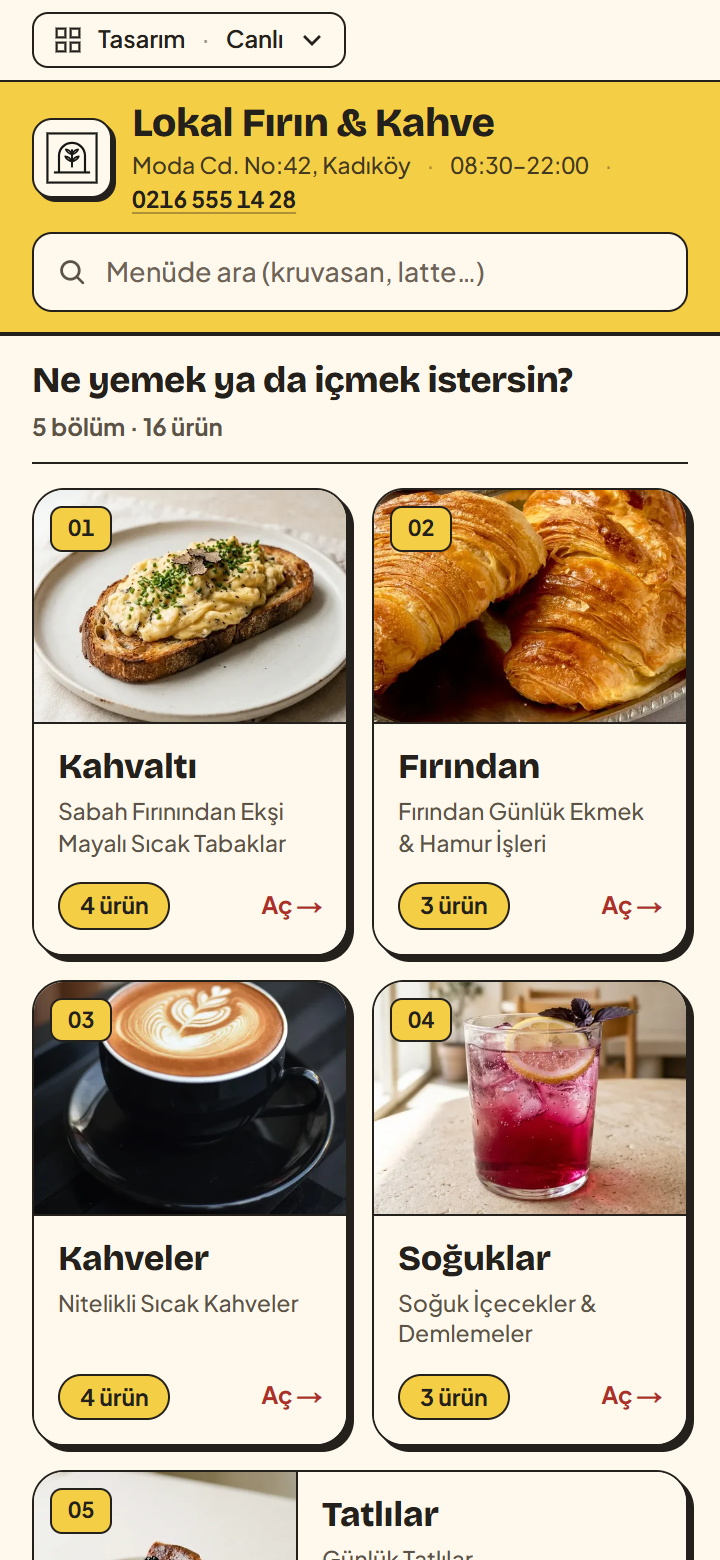 Tasarım · Canlı
Lokal Fırın & Kahve
Moda Cd. No:42, Kadıköy · 08:30–22:00 ·
0216 555 14 28
Menüde ara (kruvasan, latte…)
Ne yemek ya da içmek istersin?
5 bölüm · 16 ürün
01
Kahvaltı
Sabah Fırınından Ekşi
Mayalı Sıcak Tabaklar
4 ürün
Aç →
02
Fırından
Fırından Günlük Ekmek
& Hamur İşleri
3 ürün
Aç →
03
Kahveler
Nitelikli Sıcak Kahveler
4 ürün
Aç →
04
Soğuklar
Soğuk İçecekler &
Demlemeler
3 ürün
Aç →
05
Tatlılar
Günlük Tatlılar